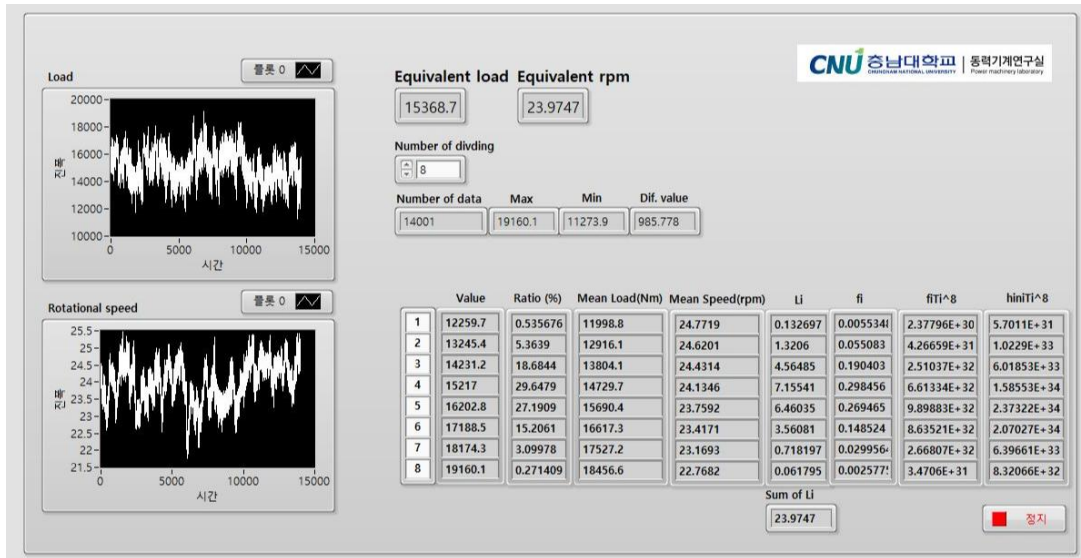 CNU 충남대학교 | 동력기계연구실
CHUNGNAM NATIONAL UNIVERSITY Power machinery laboratory
Load
플롯 0
20000
18000
16000
14000
12000
10000
진폭
0 5000 10000 15000
시간
Rotational speed
플롯 0
25.5
25
24.5
24
23.5
23
22.5
22
21.5
진폭
0 5000 10000 15000
시간
Equivalent load Equivalent rpm
15368.7 23.9747
Number of divding
8
Number of data Max Min Dif. value
14001 19160.1 11273.9 985.778
Value Ratio (%) Mean Load(Nm) Mean Speed(rpm) Li fi fiTi^8 hiniTi^8
1 12259.7 0.535676 11998.8 24.7719 0.132697 0.005534 2.37796E+30 5.7011E+31
2 13245.4 5.3639 12916.1 24.6201 1.3206 0.055083 4.26659E+31 1.0229E+33
3 14231.2 18.6844 13804.1 24.4314 4.56485 0.190403 2.51037E+32 6.01853E+33
4 15217 29.6479 14729.7 24.1346 7.15541 0.298456 6.61334E+32 1.58553E+34
5 16202.8 27.1909 15690.4 23.7592 6.46035 0.269465 9.89883E+32 2.37322E+34
6 17188.5 15.2061 16617.3 23.4171 3.56081 0.148524 8.63521E+32 2.07027E+34
7 18174.3 3.09978 17527.2 23.1693 0.718197 0.029956 2.66807E+32 6.39661E+33
8 19160.1 0.271409 18456.6 22.7682 0.061795 0.002577 3.4706E+31 8.32066E+32
Sum of Li
23.9747
정지